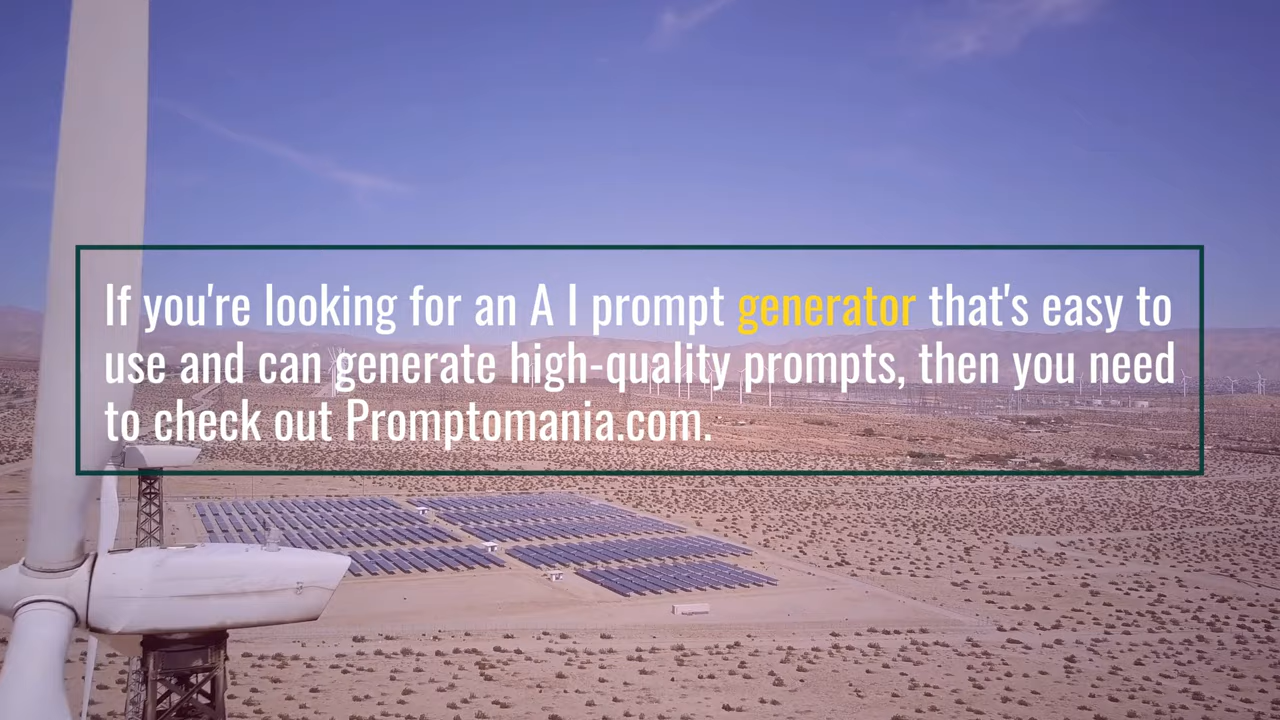 If you're looking for an A I prompt generator that's easy to
use and can generate high-quality prompts, then you need
to check out Promptomania.com.